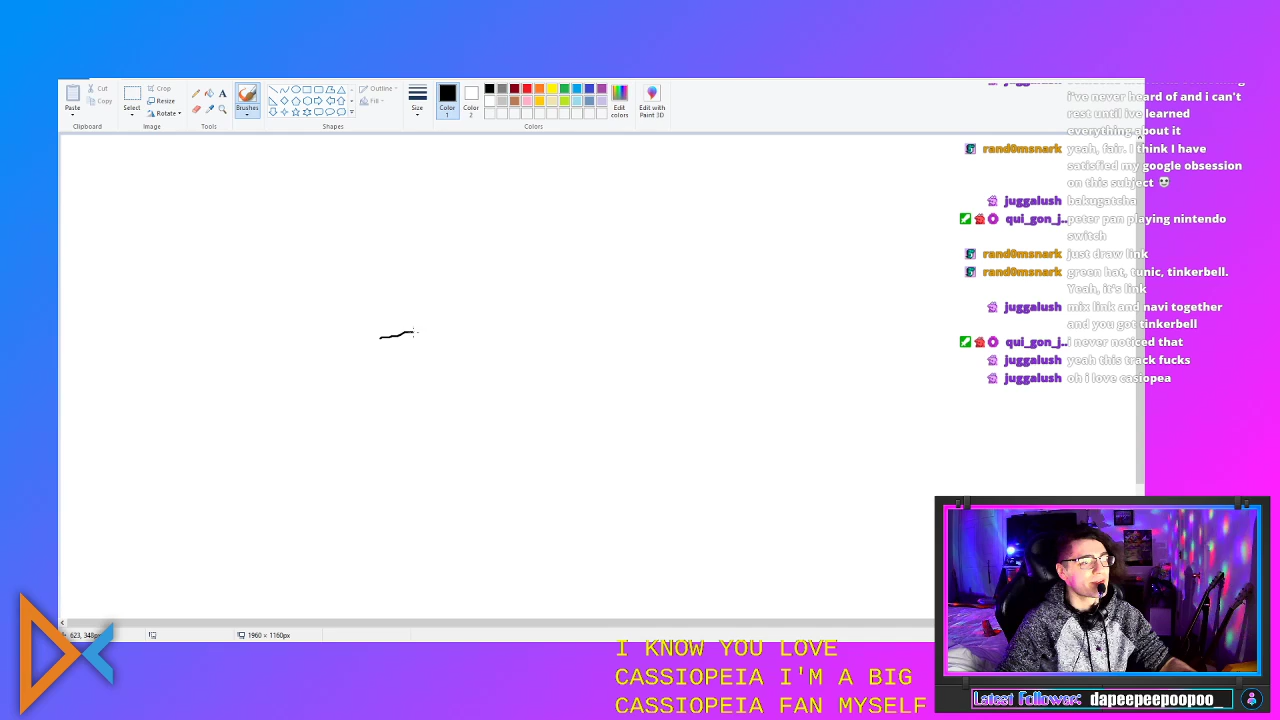 Cut
Copy
Paste
Clipboard
Crop
Resize
Rotate
Select
Image
Tools
Brushes
Outline
Fill
Shapes
Size
Color
1
Color
2
Edit
colors
Colors
Edit with
Paint 3D
i've never heard of and i can't
rest until ive learned
everything about it
rand0msnark yeah, fair. I think I have
satisfied my google obsession
on this subject
juggalush bakugatcha
qui_gon_j.. peter pan playing nintendo
switch
rand0msnark just draw link
rand0msnark green hat, tunic, tinkerbell.
Yeah, it's link
juggalush mix link and navi together
and you got tinkerbell
qui_gon_j.. i never noticed that
juggalush yeah this track fucks
juggalush oh i love casiopea
623, 348px
1960 × 1160px
I KNOW YOU LOVE
CASSIOPEIA I'M A BIG
CASSIOPEIA FAN MYSELF
Latest Follower: dapeepeepoopoo_